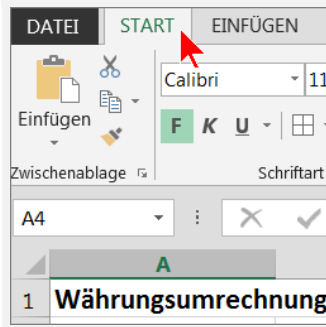 DATEI START EINFÜGEN
Calibri 11
Einfügen F K U
Zwischenablage Schriftart
A4
A
1 Währungsumrechnung